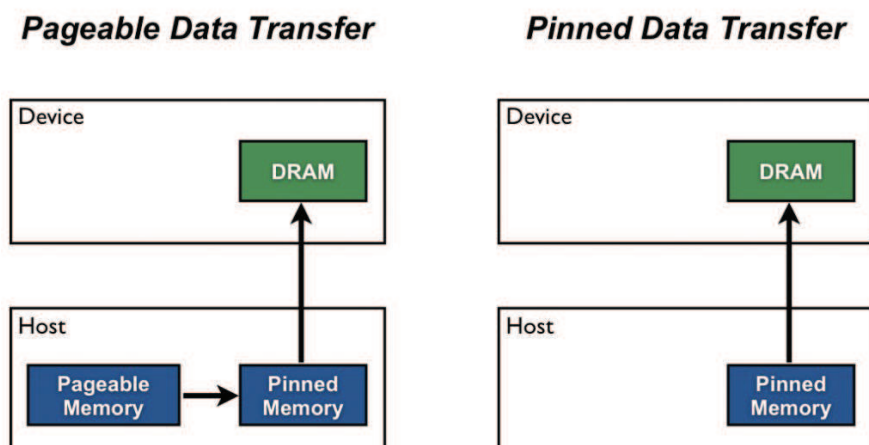 Pageable Data Transfer
Device
DRAM
Host
Pageable
Memory
Pinned
Memory
Pinned Data Transfer
Device
DRAM
Host
Pinned
Memory